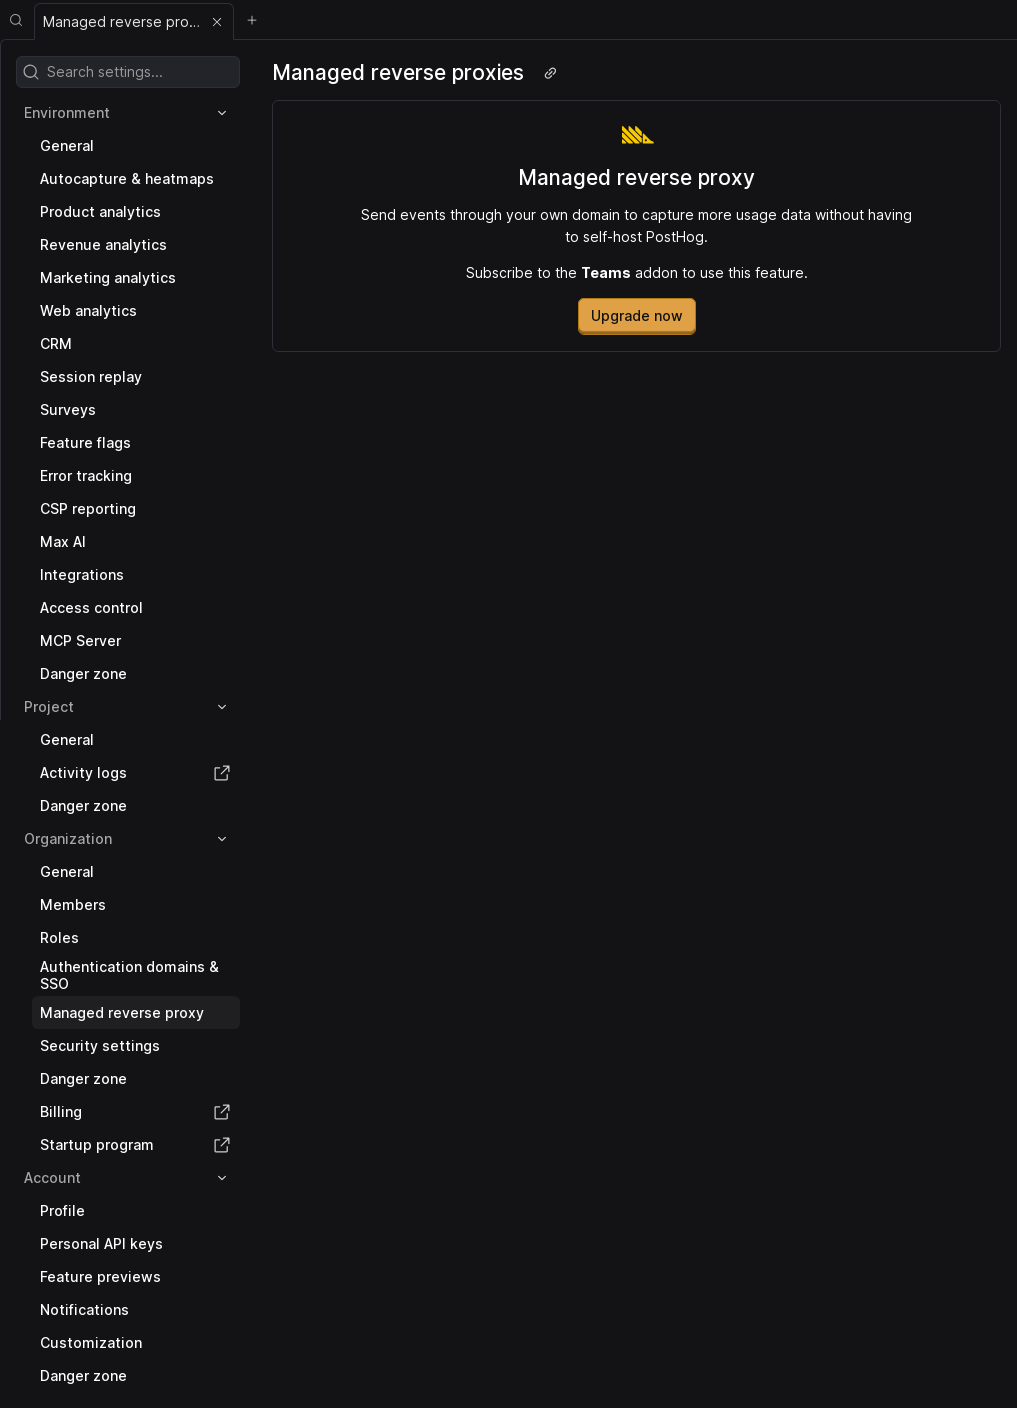 Managed reverse pro...
Search settings...
Environment
General
Autocapture & heatmaps
Product analytics
Revenue analytics
Marketing analytics
Web analytics
CRM
Session replay
Surveys
Feature flags
Error tracking
CSP reporting
Max AI
Integrations
Access control
MCP Server
Danger zone
Project
General
Activity logs
Danger zone
Organization
General
Members
Roles
Authentication domains &
SSO
Managed reverse proxy
Security settings
Danger zone
Billing
Startup program
Account
Profile
Personal API keys
Feature previews
Notifications
Customization
Danger zone
Managed reverse proxies
Managed reverse proxy
Send events through your own domain to capture more usage data without having
to self-host PostHog.
Subscribe to the Teams addon to use this feature.
Upgrade now